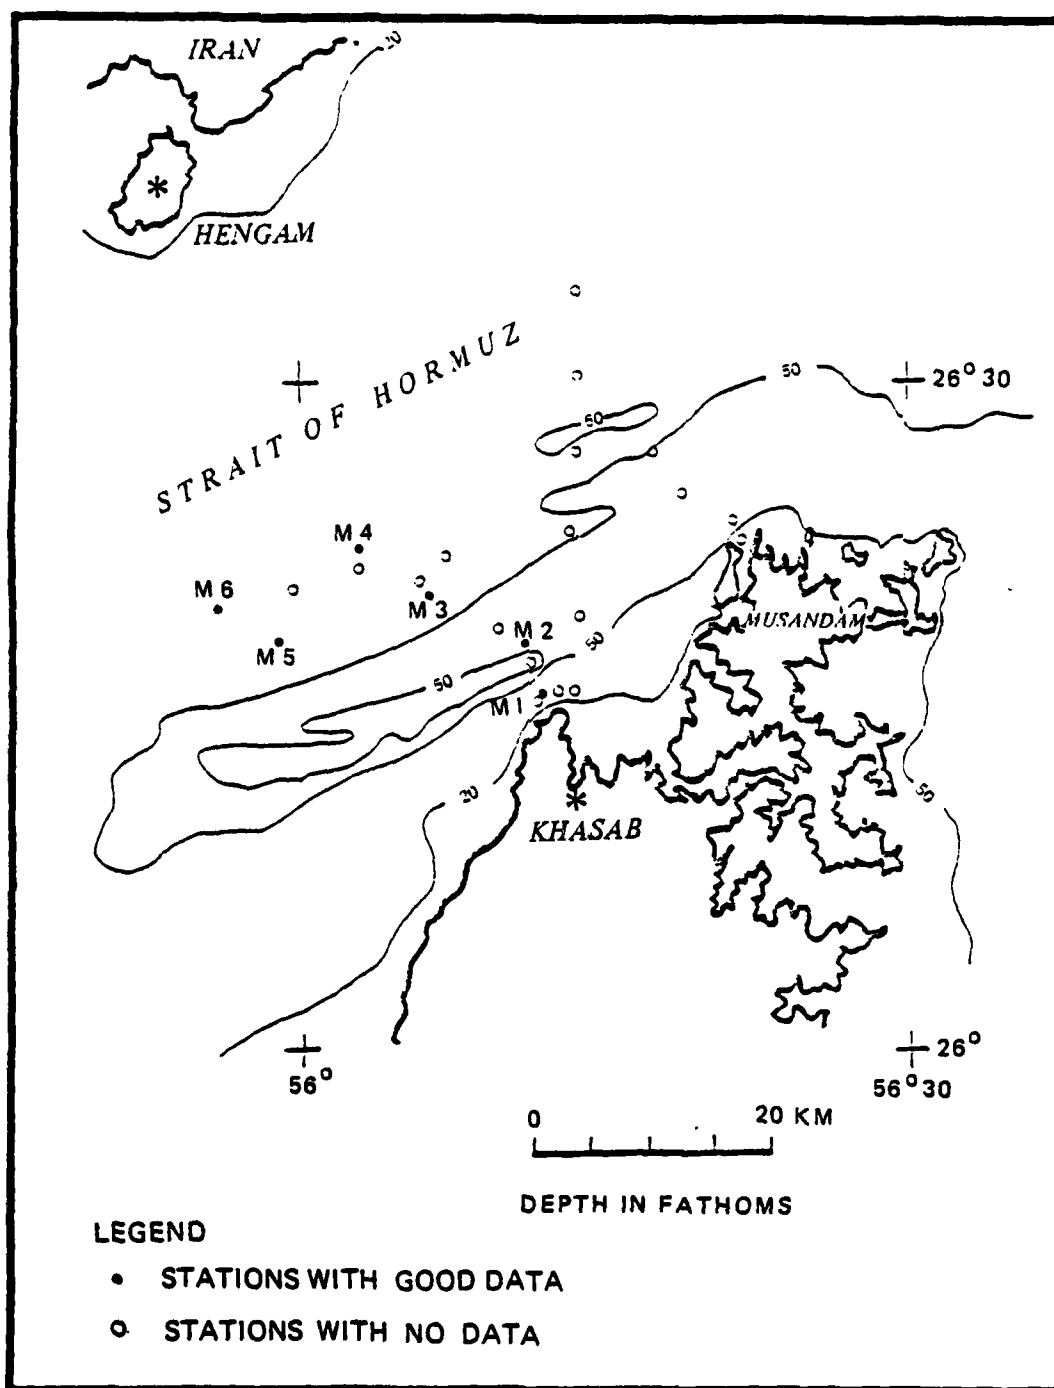 IRAN
20
HENGAM
STRAIT OF HORMUZ
50
26° 30
50
M 4
M 6
M 3
M 5
M 2
MUSANDAM
50
50
M 1
20
50
KHASAB
26°
56°
56° 30
0
20 KM
DEPTH IN FATHOMS
LEGEND
STATIONS WITH GOOD DATA
STATIONS WITH NO DATA